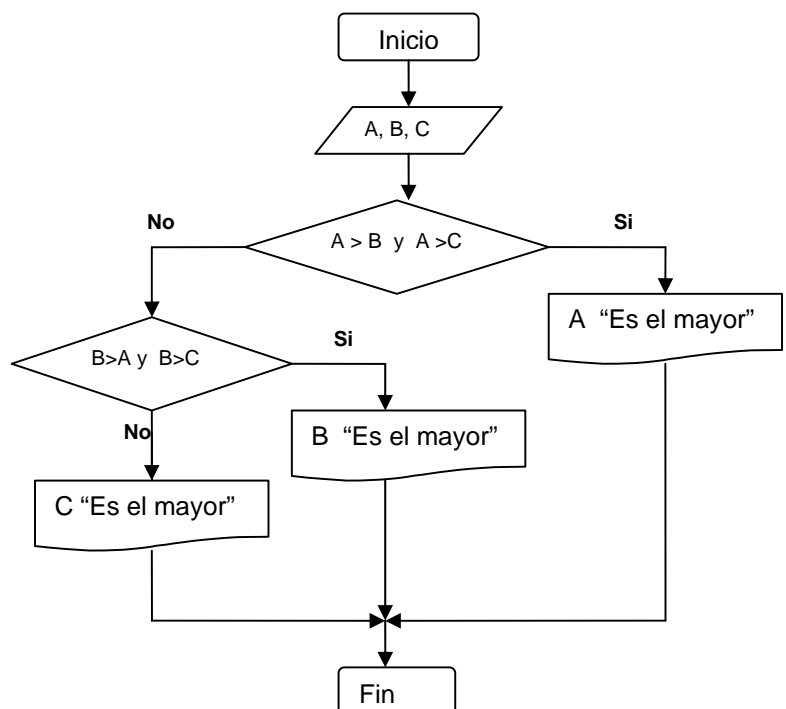 Inicio
A, B, C
No
Si
A > B y A >C
A “Es el mayor”
B>A y B>C
Si
No
B “Es el mayor”
C “Es el mayor”
Fin